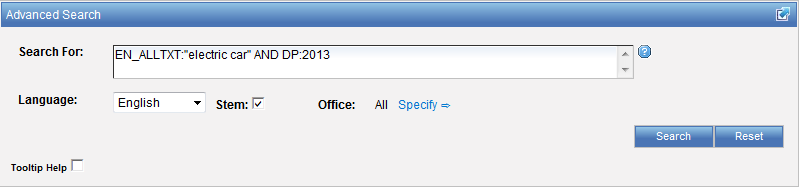 Advanced Search
Search For: EN_ALLTXT:"electric car" AND DP:2013
Language: English Stem: Office: All Specify
Search Reset
Tooltip Help